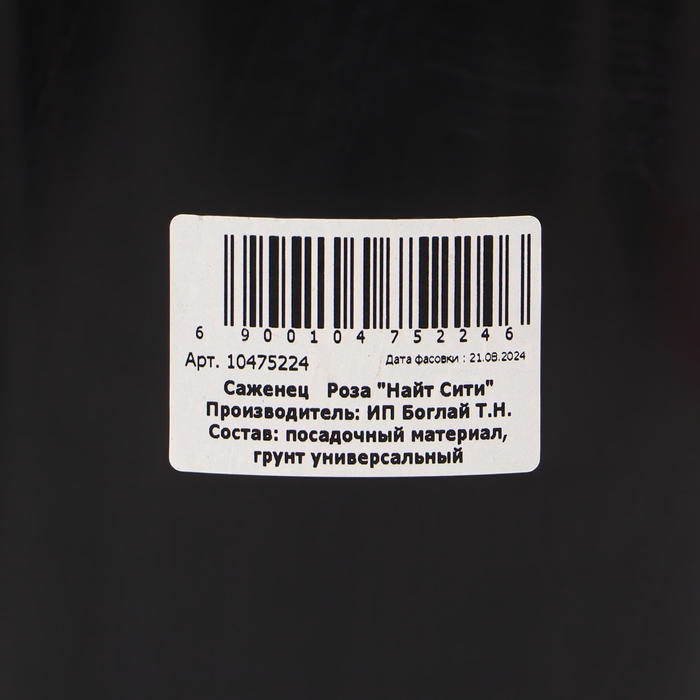 6 900104 752246
Арт. 10475224
Дата фасовки : 21.08.2024
Саженец Роза "Найт Сити"
Производитель: ИП Боглай Т.Н.
Состав: посадочный материал,
грунт универсальный